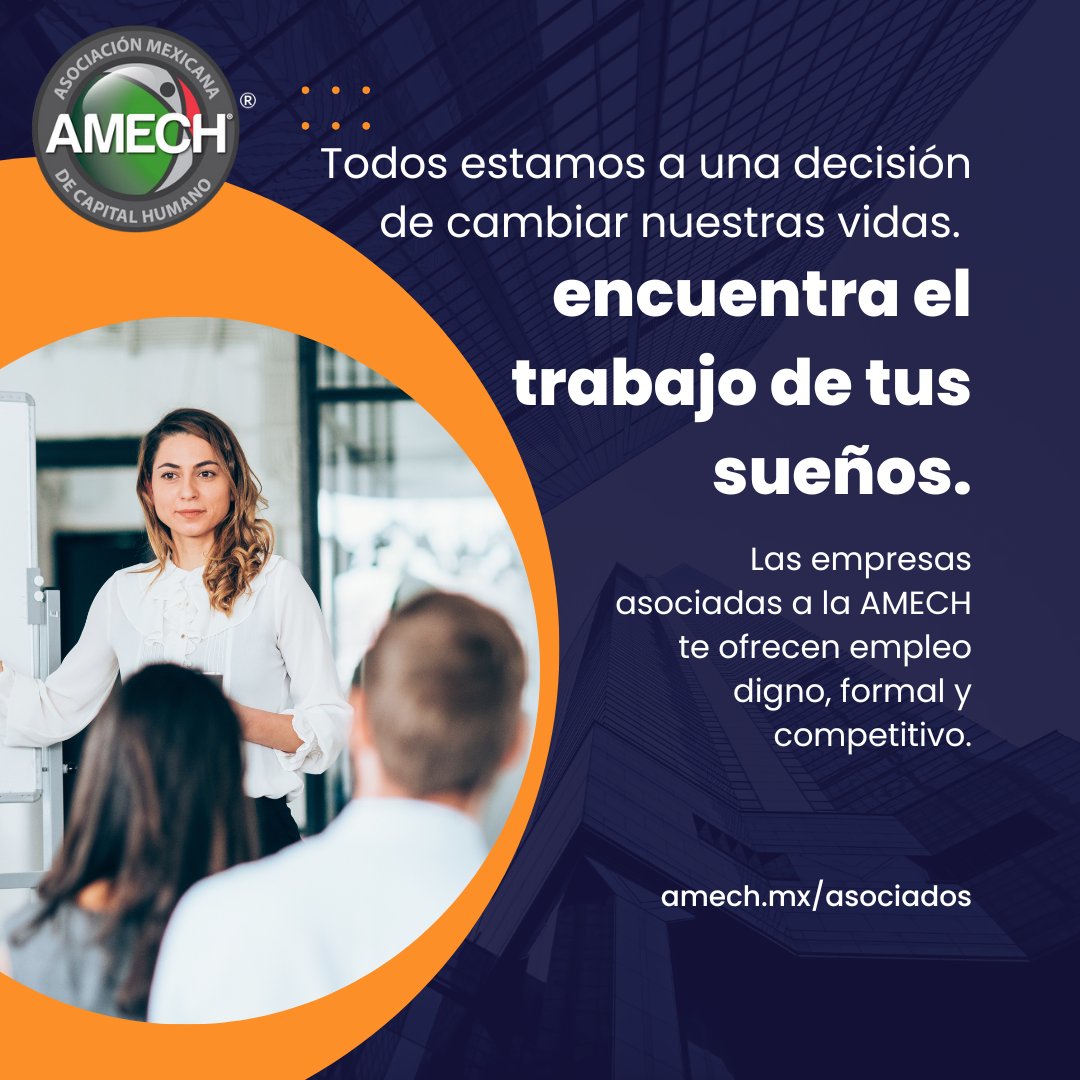 ASOCIACIÓN MEXICANA
AMECH®
DE CAPITAL HUMANO
®
Todos estamos a una decisión
de cambiar nuestras vidas.
encuentra el
trabajo de tus
sueños.
Las empresas
asociadas a la AMECH
te ofrecen empleo
digno, formal y
competitivo.
amech.mx/asociados